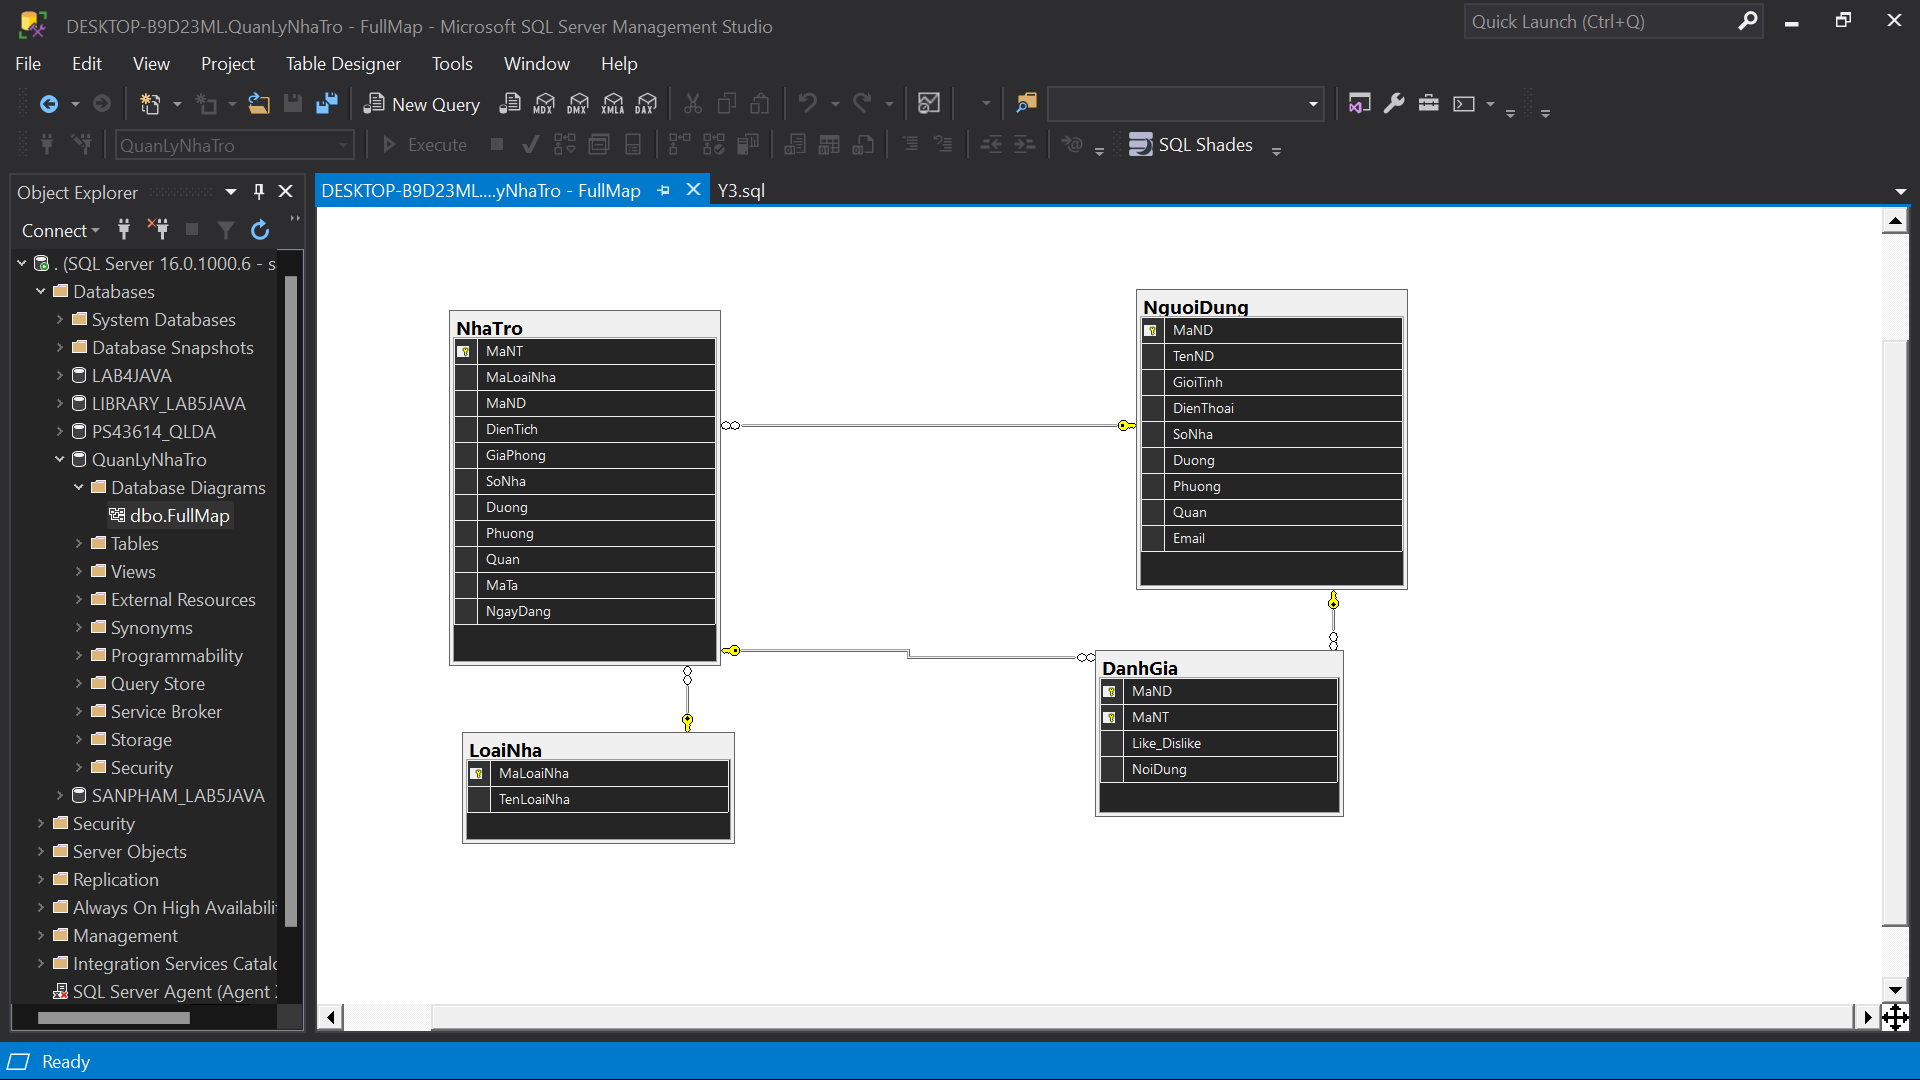 DESKTOP-B9D23ML.QuanLyNhaTro - FullMap - Microsoft SQL Server Management Studio
Quick Launch (Ctrl+Q)
File Edit View Project Table Designer Tools Window Help
New Query MDX DMX XMLA DAX
QuanLyNhaTro Execute SQL Shades
Object Explorer
DESKTOP-B9D23ML....yNhaTro - FullMap
Y3.sql
Connect
. (SQL Server 16.0.1000.6 - s
Databases
System Databases
Database Snapshots
LAB4JAVA
LIBRARY_LAB5JAVA
PS43614_QLDA
QuanLyNhaTro
Database Diagrams
dbo.FullMap
Tables
Views
External Resources
Synonyms
Programmability
Query Store
Service Broker
Storage
Security
SANPHAM_LAB5JAVA
Security
Server Objects
Replication
Always On High Availabili
Management
Integration Services Catalo
SQL Server Agent (Agent
NhaTro
MaNT
MaLoaiNha
MaND
DienTich
GiaPhong
SoNha
Duong
Phuong
Quan
MaTa
NgayDang
NguoiDung
MaND
TenND
GioiTinh
DienThoai
SoNha
Duong
Phuong
Quan
Email
LoaiNha
MaLoaiNha
TenLoaiNha
DanhGia
MaND
MaNT
Like_Dislike
NoiDung
Ready